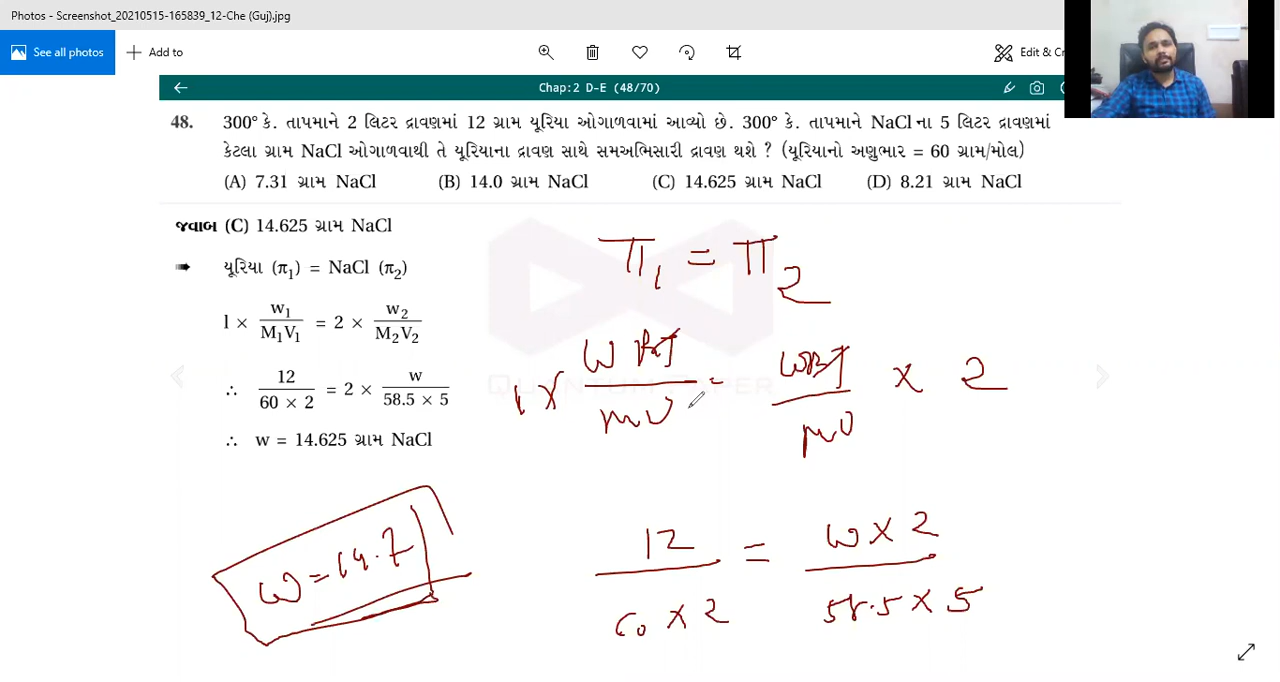 Photos - Screenshot_20210515-165839_12-Che (Guj).jpg
See all photos
Add to
Edit & Cr
Chap:2 D-E (48/70)
48. 300° કે. તાપમાને 2 લિટર દ્રાવણમાં 12 ગ્રામ યૂરિયા ઓગાળવામાં આવ્યો છે. 300° કે. તાપમાને NaCl ના 5 લિટર દ્રાવણમાં
કેટલા ગ્રામ NaCl ઓગાળવાથી તે યૂરિયાના દ્રાવણ સાથે સમઅભિસારી દ્રાવણ થશે ? (યૂરિયાનો અણુભાર = 60 ગ્રામ/મોલ)
(A) 7.31 ગ્રામ NaCl (B) 14.0 ગ્રામ NaCl (C) 14.625 ગ્રામ NaCl (D) 8.21 ગ્રામ NaCl
જવાબ (C) 14.625 ગ્રામ NaCl
➠ યૂરિયા (π₁) = NaCl (π₂)
l × w₁ / M₁V₁ = 2 × w₂ / M₂V₂
∴ 12 / 60 × 2 = 2 × w / 58.5 × 5
∴ w = 14.625 ગ્રામ NaCl
π₁ = π₂
1 × w RT / mv = wRT / mv × 2
12 / 60 × 2 = w × 2 / 58.5 × 5
w = 14.7